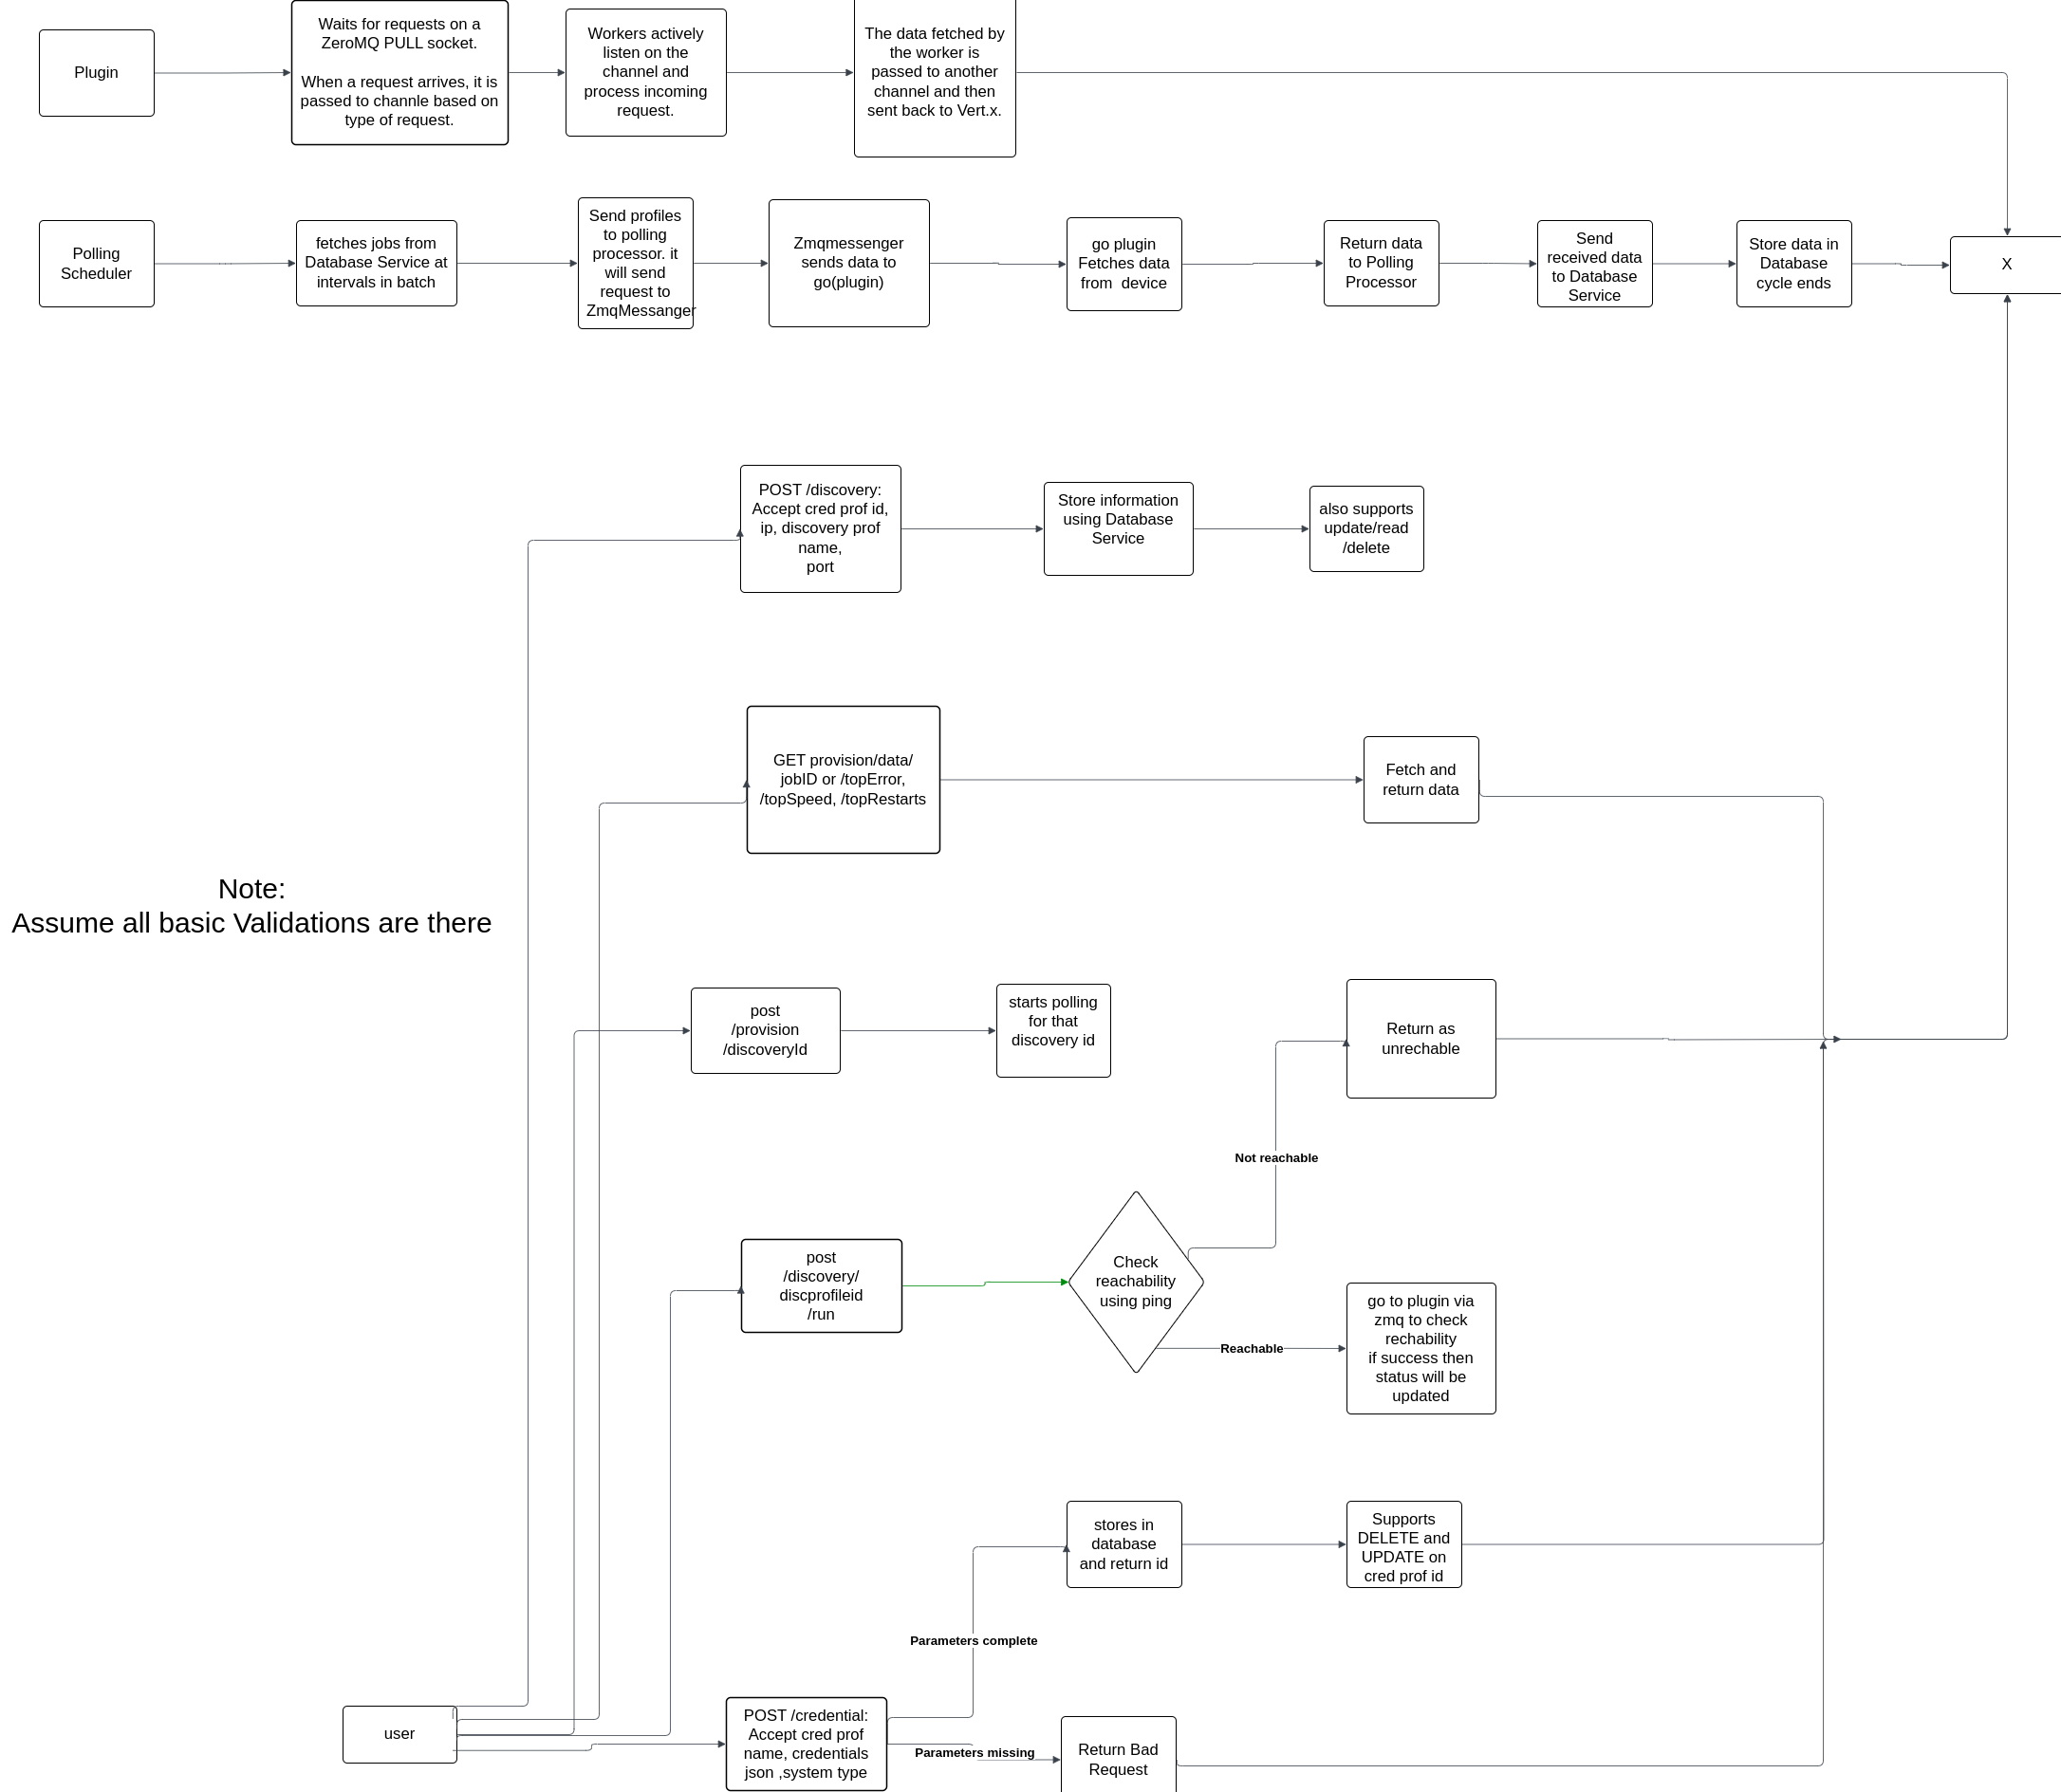 Plugin
Waits for requests on a
ZeroMQ PULL socket.
When a request arrives, it is
passed to channle based on
type of request.
Workers actively
listen on the
channel and
process incoming
request.
The data fetched by
the worker is
passed to another
channel and then
sent back to Vert.x.
Polling
Scheduler
fetches jobs from
Database Service at
intervals in batch
Send profiles
to polling
processor. it
will send
request to
ZmqMessanger
Zmqmessenger
sends data to
go(plugin)
go plugin
Fetches data
from  device
Return data
to Polling
Processor
Send
received data
to Database
Service
Store data in
Database
cycle ends
X
POST /discovery:
Accept cred prof id,
ip, discovery prof
name,
port
Store information
using Database
Service
also supports
update/read
/delete
GET provision/data/
jobID or /topError,
/topSpeed, /topRestarts
Fetch and
return data
Note:
Assume all basic Validations are there
post
/provision
/discoveryId
starts polling
for that
discovery id
Return as
unrechable
Not reachable
post
/discovery/
discprofileid
/run
Check
reachability
using ping
Reachable
go to plugin via
zmq to check
rechability
if success then
status will be
updated
stores in
database
and return id
Supports
DELETE and
UPDATE on
cred prof id
Parameters complete
user
POST /credential:
Accept cred prof
name, credentials
json ,system type
Parameters missing
Return Bad
Request